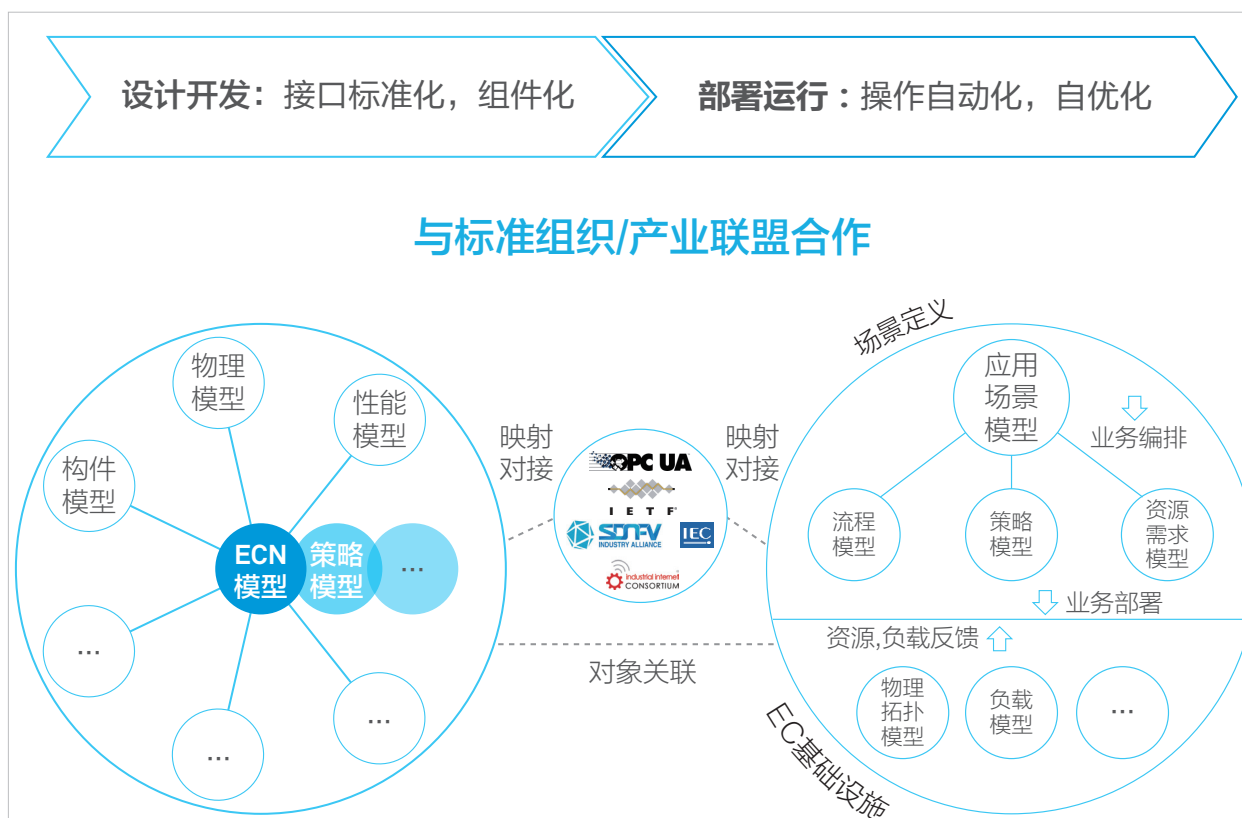 设计开发：接口标准化，组件化
部署运行：操作自动化，自优化
与标准组织/产业联盟合作
物理
模型
性能
模型
构件
模型
ECN
模型
策略
模型
...
...
...
...
映射
对接
OPC UA
I E T F
SDNFV
INDUSTRY ALLIANCE
IEC
industrial internet
CONSORTIUM
映射
对接
对象关联
场景定义
应用
场景
模型
业务编排
流程
模型
策略
模型
资源
需求
模型
业务部署
资源,负载反馈
物理
拓扑
模型
负载
模型
...
EC基础设施